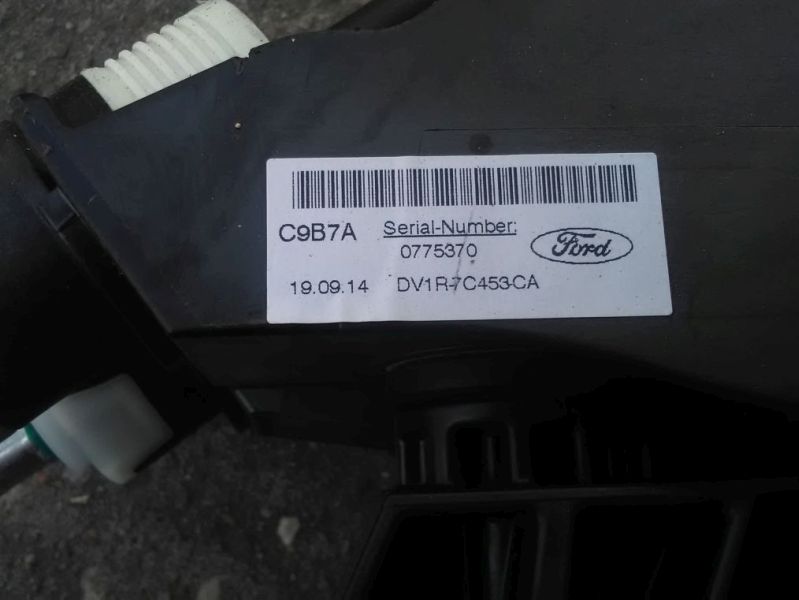 C9B7A Serial-Number:
0775370
Ford
19.09.14 DV1R-7C453-CA